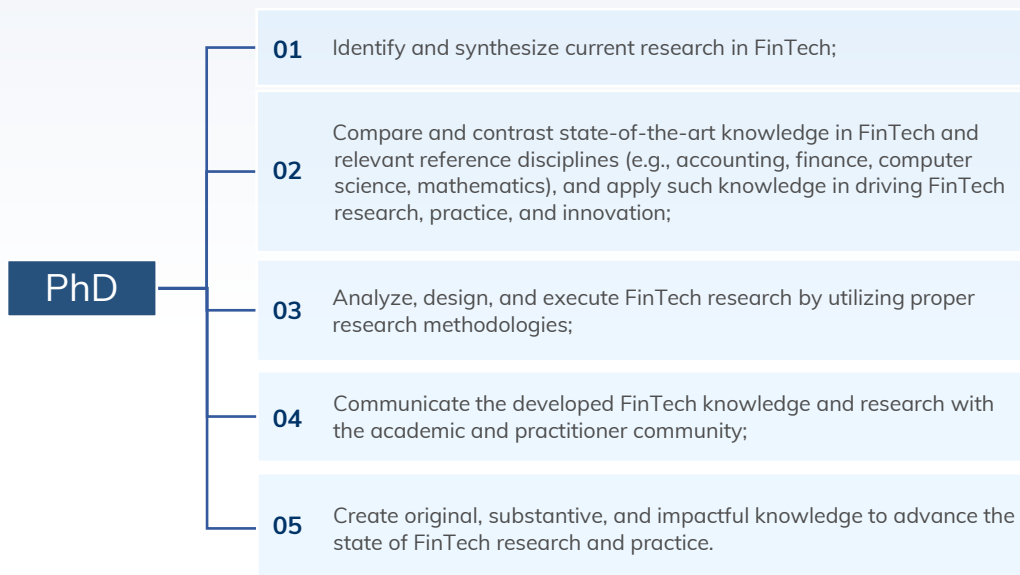 PhD
01
Identify and synthesize current research in FinTech;
02
Compare and contrast state-of-the-art knowledge in FinTech and
relevant reference disciplines (e.g., accounting, finance, computer
science, mathematics), and apply such knowledge in driving FinTech
research, practice, and innovation;
03
Analyze, design, and execute FinTech research by utilizing proper
research methodologies;
04
Communicate the developed FinTech knowledge and research with
the academic and practitioner community;
05
Create original, substantive, and impactful knowledge to advance the
state of FinTech research and practice.